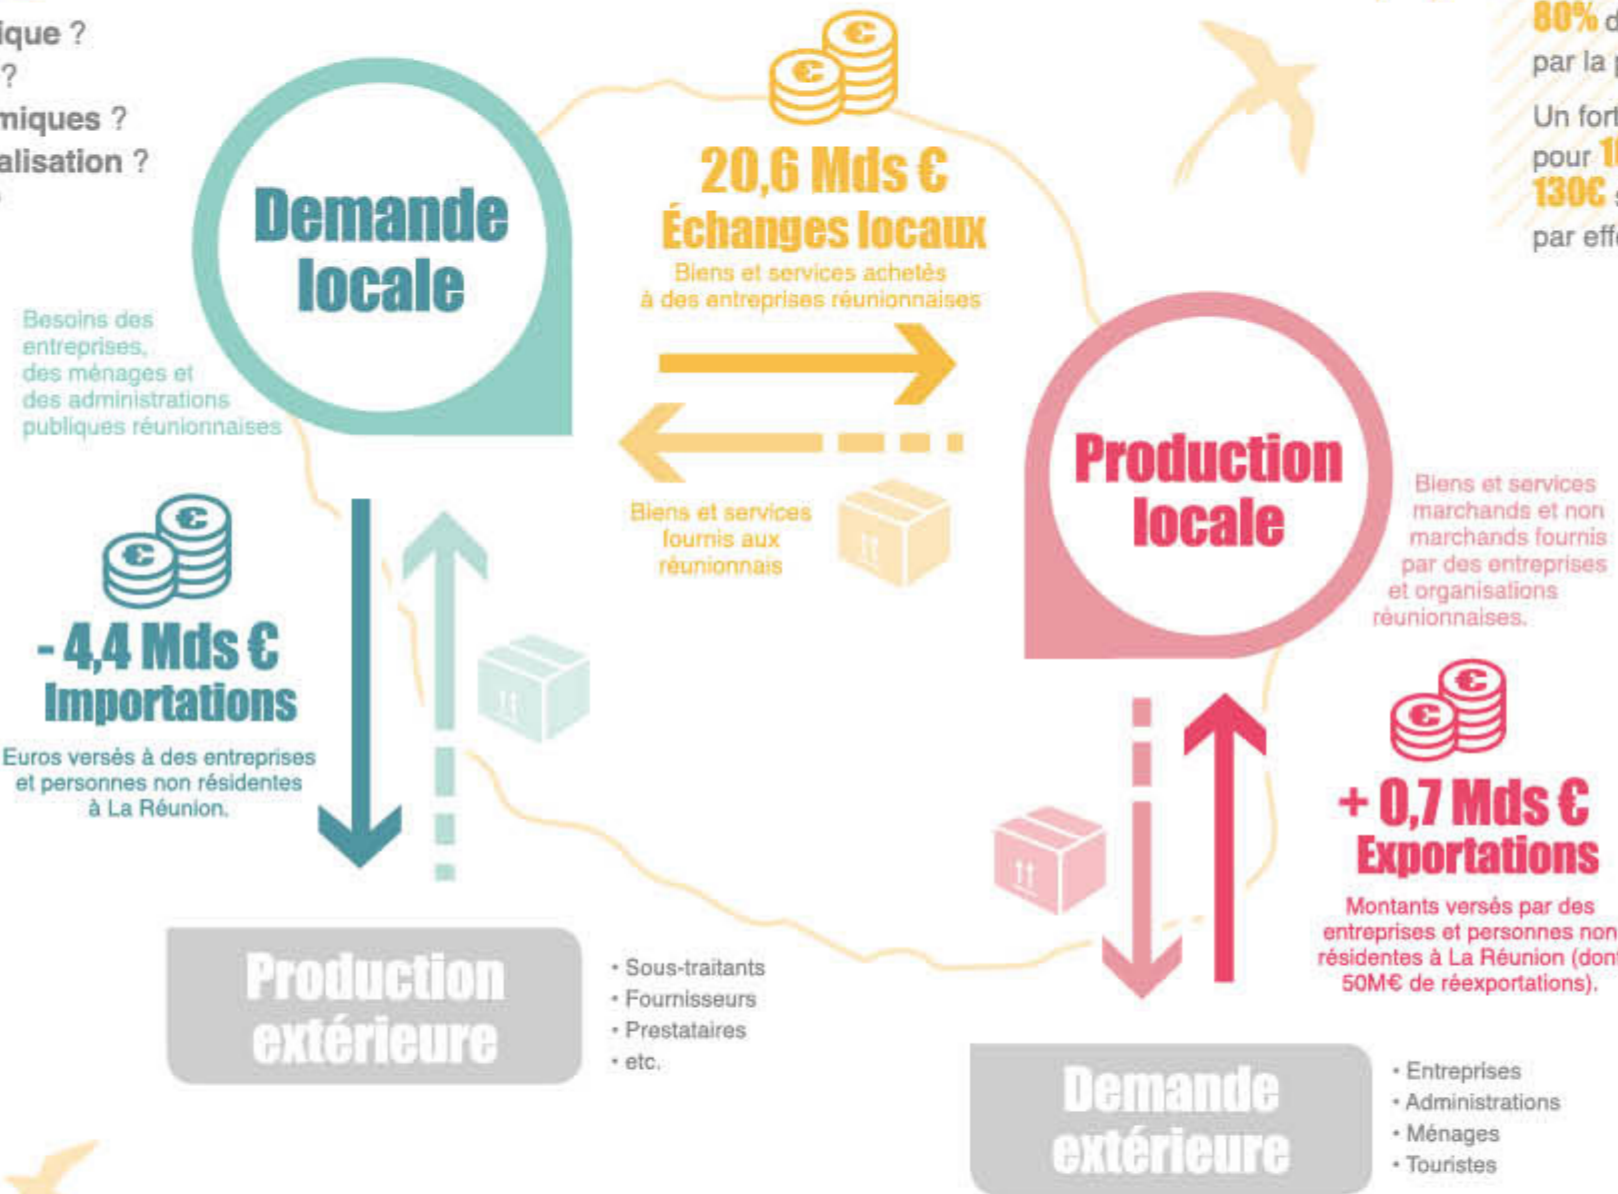 ?
miques ?
alisation ?
80%
par la
Un fort
pour
130€
par
Demande
locale
Besoins des
entreprises,
des ménages et
des administrations
publiques réunionnaises
20,6 Mds €
Échanges locaux
Biens et services achetés
à des entreprises réunionnaises
Biens et services
fournis aux
réunionnais
Production
locale
Biens et services
marchands et non
marchands fournis
par des entreprises
et organisations
réunionnaises.
- 4,4 Mds €
Importations
Euros versés à des entreprises
et personnes non résidentes
à La Réunion.
+ 0,7 Mds €
Exportations
Montants versés par des
entreprises et personnes non
résidentes à La Réunion (dont
50M€ de réexportations).
Production
extérieure
• Sous-traitants
• Fournisseurs
• Prestataires
• etc.
Demande
extérieure
• Entreprises
• Administrations
• Ménages
• Touristes